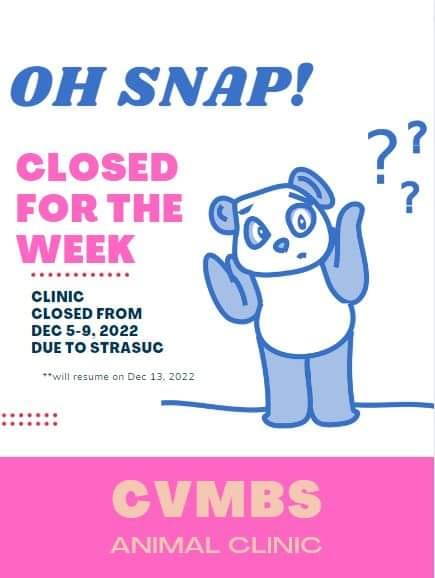 OH SNAP!
? ? ?
CLOSED
FOR THE
WEEK
CLINIC
CLOSED FROM
DEC 5-9, 2022
DUE TO STRASUC
**will resume on Dec 13, 2022
CVMBS
ANIMAL CLINIC